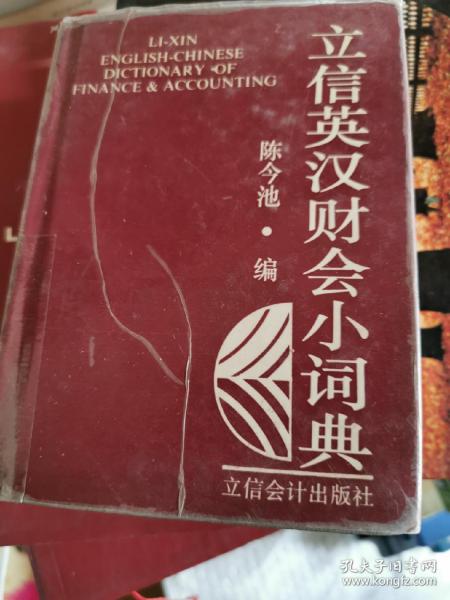 LI-XIN
ENGLISH-CHINESE
DICTIONARY OF
FINANCE & ACCOUNTING
立信英汉财会小词典
陈今池·编
立信会计出版社
孔夫子旧书网
kongfz.com